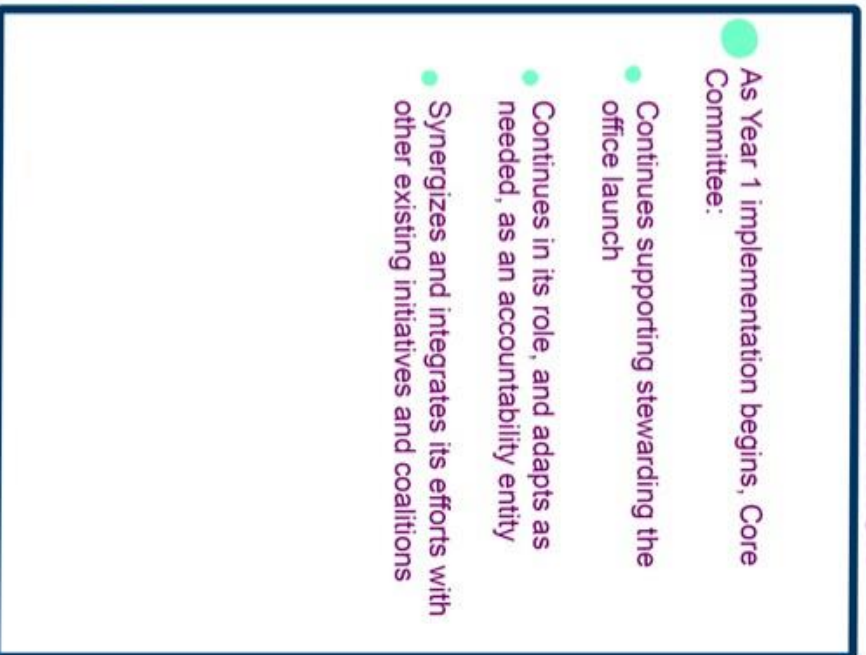 As Year 1 implementation begins, Core
Committee:
Continues supporting stewarding the
office launch
Continues in its role, and adapts as
needed, as an accountability entity
Synergizes and integrates its efforts with
other existing initiatives and coalitions